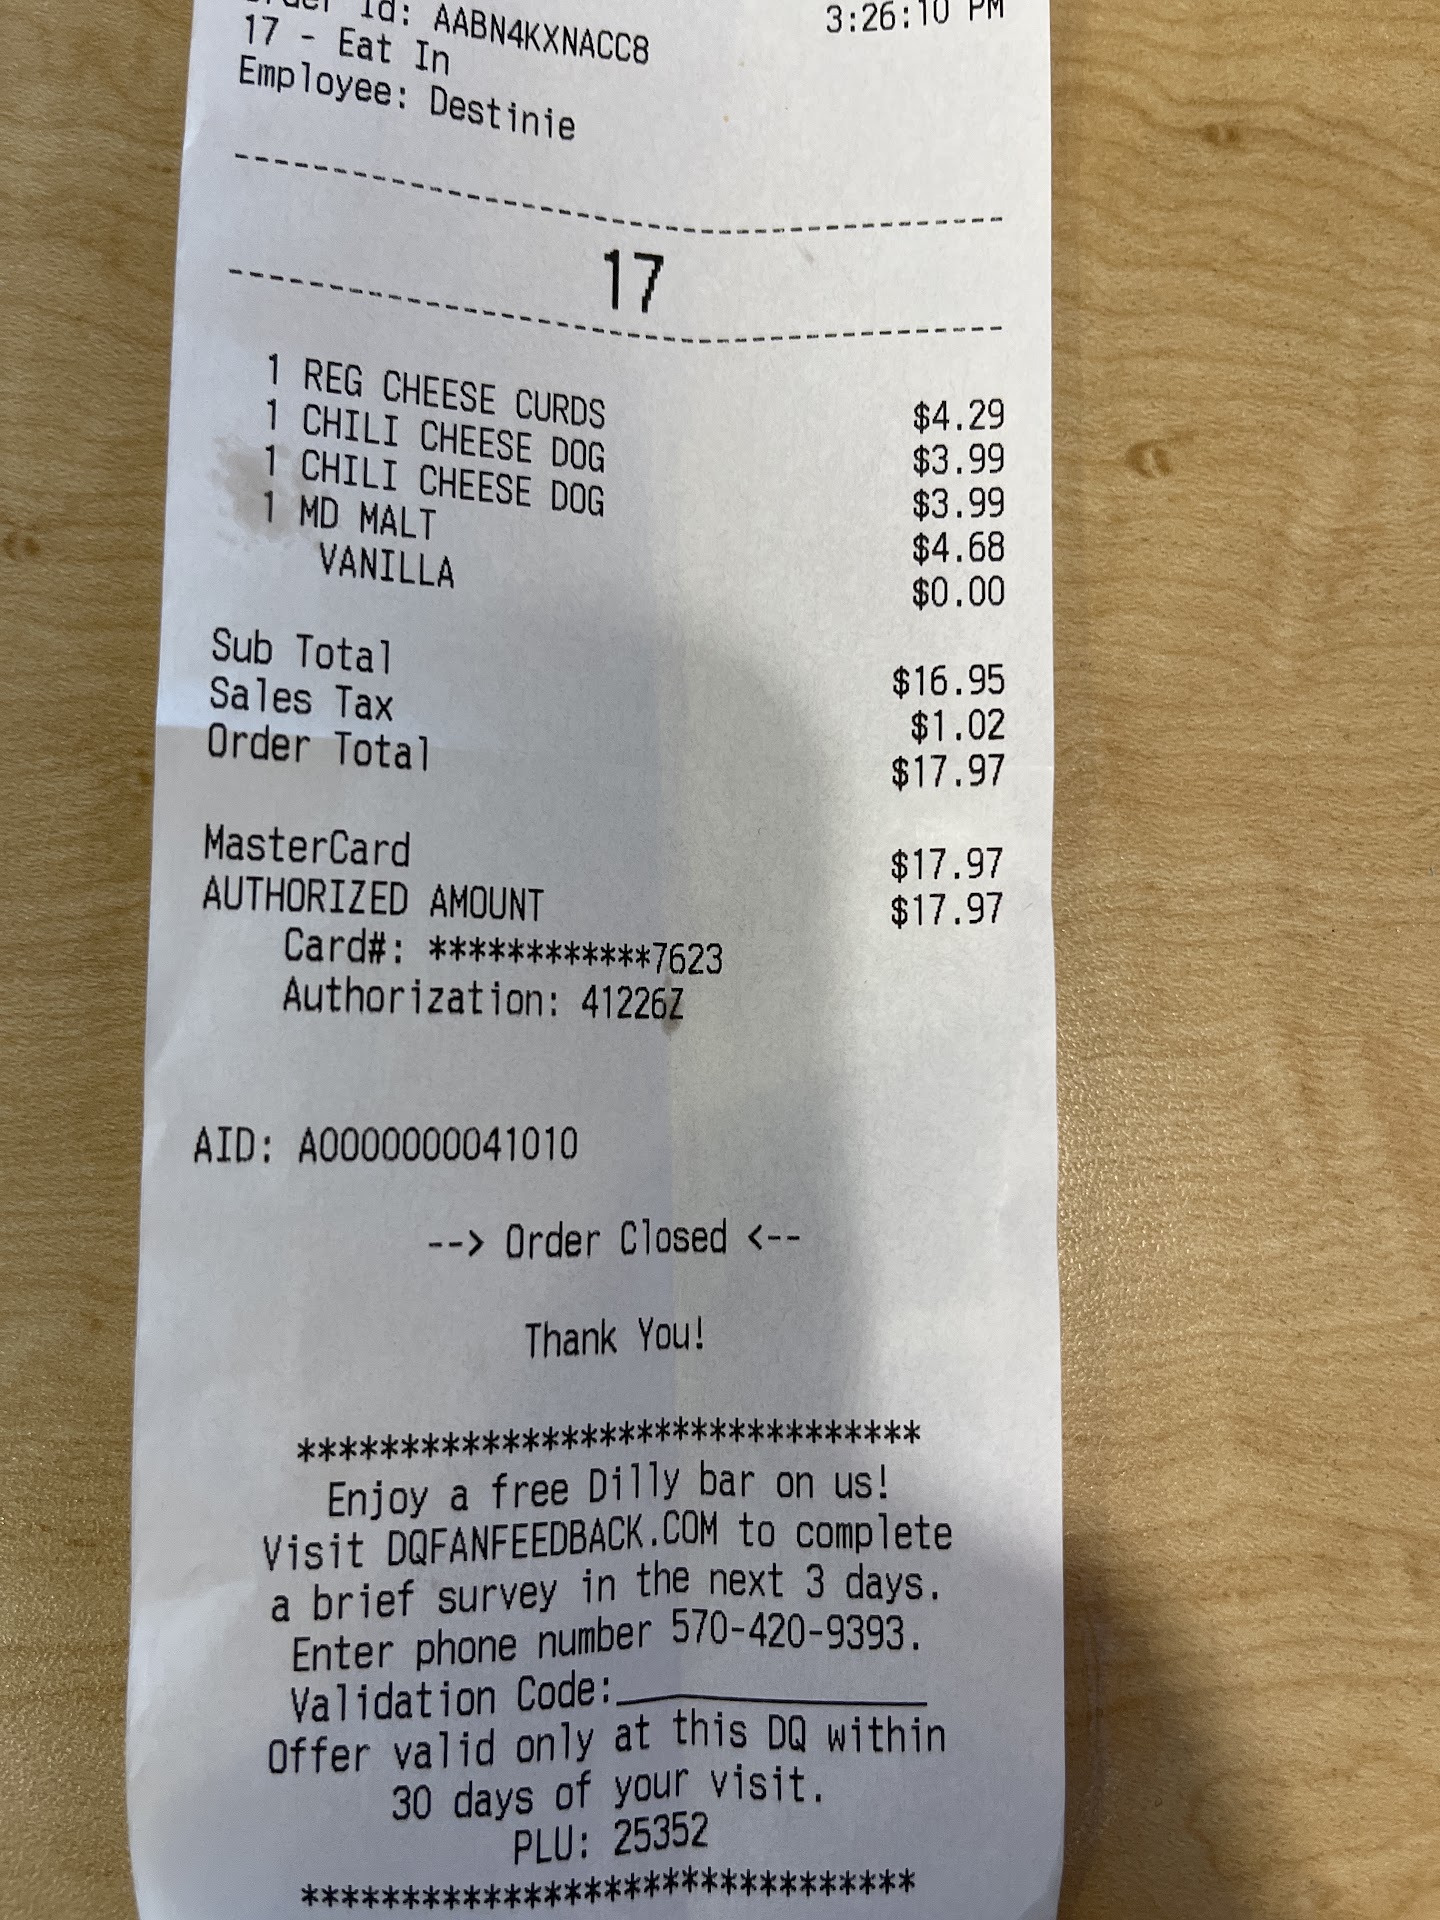 Order Id: AABN4KXNACC8 3:26:10 PM
17 - Eat In
Employee: Destinie
--------------------------------------
17
--------------------------------------
1 REG CHEESE CURDS $4.29
1 CHILI CHEESE DOG $3.99
1 CHILI CHEESE DOG $3.99
1 MD MALT $4.68
VANILLA $0.00
Sub Total $16.95
Sales Tax $1.02
Order Total $17.97
MasterCard $17.97
AUTHORIZED AMOUNT $17.97
Card#: ************7623
Authorization: 41226Z
AID: A0000000041010
--> Order Closed <--
Thank You!
*******************************
Enjoy a free Dilly bar on us!
Visit DQFANFEEDBACK.COM to complete
a brief survey in the next 3 days.
Enter phone number 570-420-9393.
Validation Code:_______________
Offer valid only at this DQ within
30 days of your visit.
PLU: 25352
*******************************